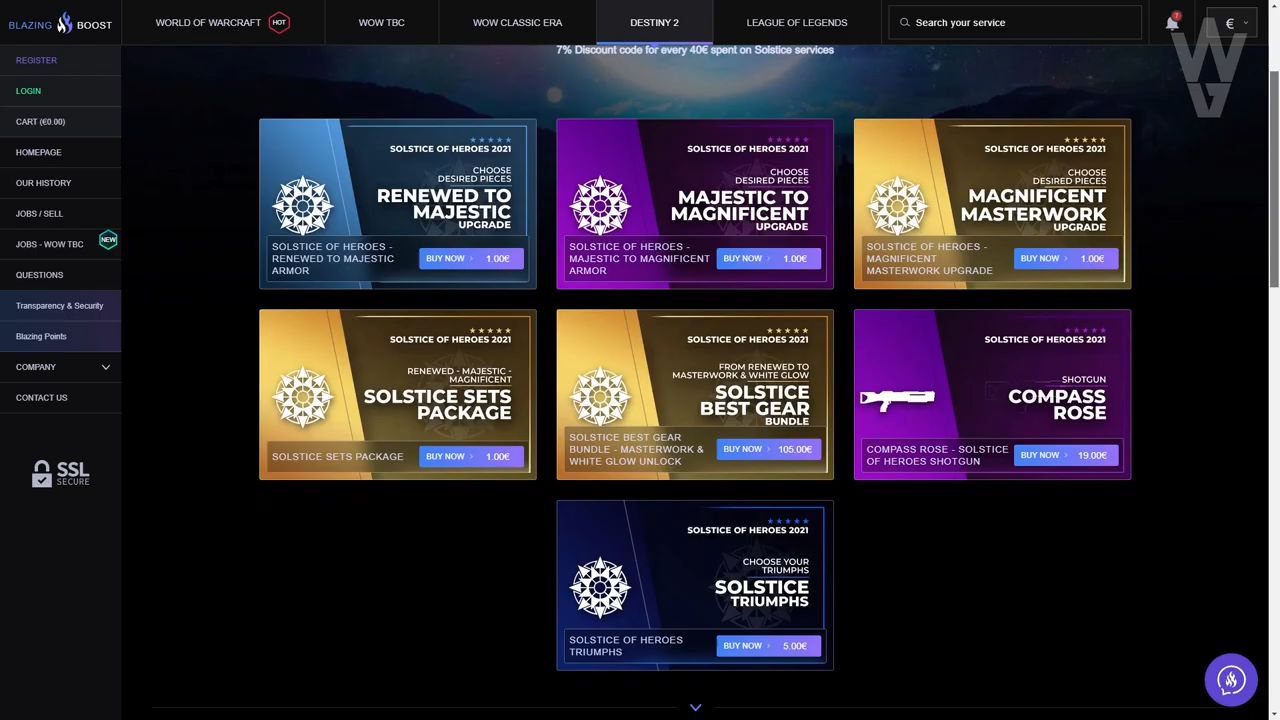 BLAZING BOOST
WORLD OF WARCRAFT HOT
WOW TBC
WOW CLASSIC ERA
DESTINY 2
LEAGUE OF LEGENDS
Search your service
7
€
REGISTER
LOGIN
CART (€0.00)
HOMEPAGE
OUR HISTORY
JOBS / SELL
JOBS - WOW TBC NEW
QUESTIONS
Transparency & Security
Blazing Points
COMPANY
CONTACT US
SSL
SECURE
7% Discount code for every 40€ spent on Solstice services
SOLSTICE OF HEROES 2021
CHOOSE
DESIRED PIECES
RENEWED TO
MAJESTIC
UPGRADE
SOLSTICE OF HEROES -
RENEWED TO MAJESTIC
ARMOR
BUY NOW 1.00€
SOLSTICE OF HEROES 2021
CHOOSE
DESIRED PIECES
MAJESTIC TO
MAGNIFICENT
UPGRADE
SOLSTICE OF HEROES -
MAJESTIC TO MAGNIFICENT
ARMOR
BUY NOW 1.00€
SOLSTICE OF HEROES 2021
CHOOSE
DESIRED PIECES
MAGNIFICENT
MASTERWORK
UPGRADE
SOLSTICE OF HEROES -
MAGNIFICENT
MASTERWORK UPGRADE
BUY NOW 1.00€
SOLSTICE OF HEROES 2021
RENEWED - MAJESTIC -
MAGNIFICENT
SOLSTICE SETS
PACKAGE
SOLSTICE SETS PACKAGE
BUY NOW 1.00€
SOLSTICE OF HEROES 2021
FROM RENEWED TO
MASTERWORK & WHITE GLOW
SOLSTICE
BEST GEAR
BUNDLE
SOLSTICE BEST GEAR
BUNDLE - MASTERWORK &
WHITE GLOW UNLOCK
BUY NOW 105.00€
SOLSTICE OF HEROES 2021
SHOTGUN
COMPASS
ROSE
COMPASS ROSE - SOLSTICE
OF HEROES SHOTGUN
BUY NOW 19.00€
SOLSTICE OF HEROES 2021
CHOOSE YOUR
TRIUMPHS
SOLSTICE
TRIUMPHS
SOLSTICE OF HEROES
TRIUMPHS
BUY NOW 5.00€